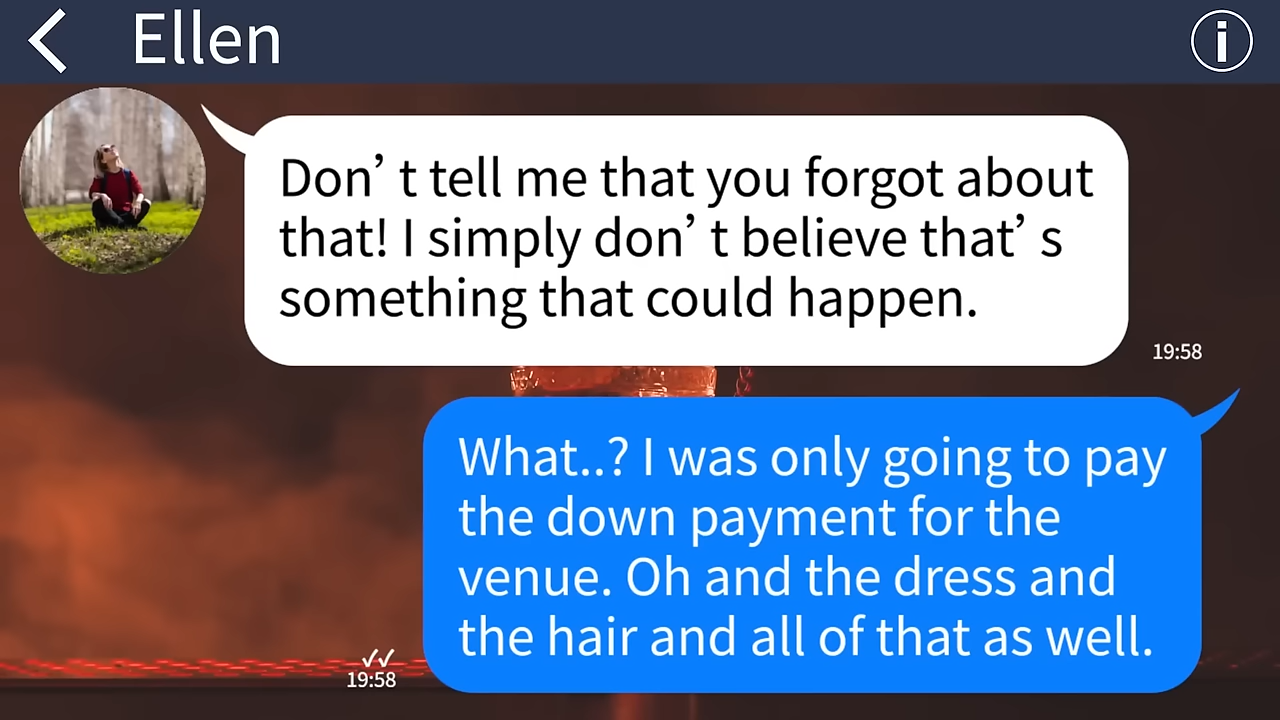 Ellen
Don’t tell me that you forgot about
that! I simply don’t believe that’s
something that could happen.
19:58
What..? I was only going to pay
the down payment for the
venue. Oh and the dress and
the hair and all of that as well.
19:58